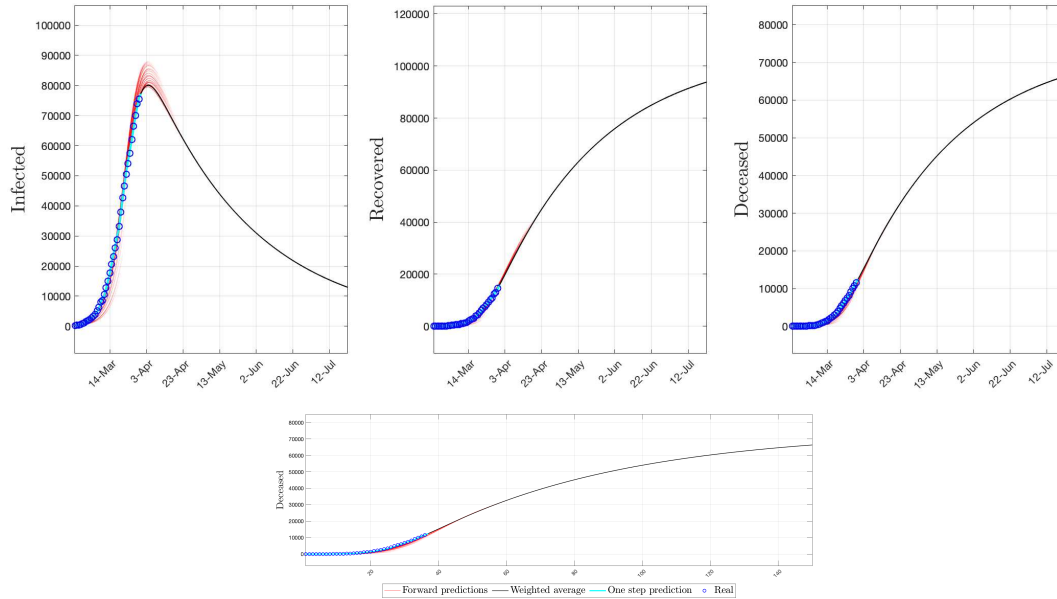 Infected
100000
90000
80000
70000
60000
50000
40000
30000
20000
10000
0
14-Mar
3-Apr
23-Apr
13-May
2-Jun
22-Jun
12-Jul
Recovered
120000
100000
80000
60000
40000
20000
0
14-Mar
3-Apr
23-Apr
13-May
2-Jun
22-Jun
12-Jul
Deceased
80000
70000
60000
50000
40000
30000
20000
10000
0
14-Mar
3-Apr
23-Apr
13-May
2-Jun
22-Jun
12-Jul
Deceased
80000
70000
60000
50000
40000
30000
20000
10000
0
20
40
60
80
100
120
140
Forward predictions Weighted average One step prediction Real